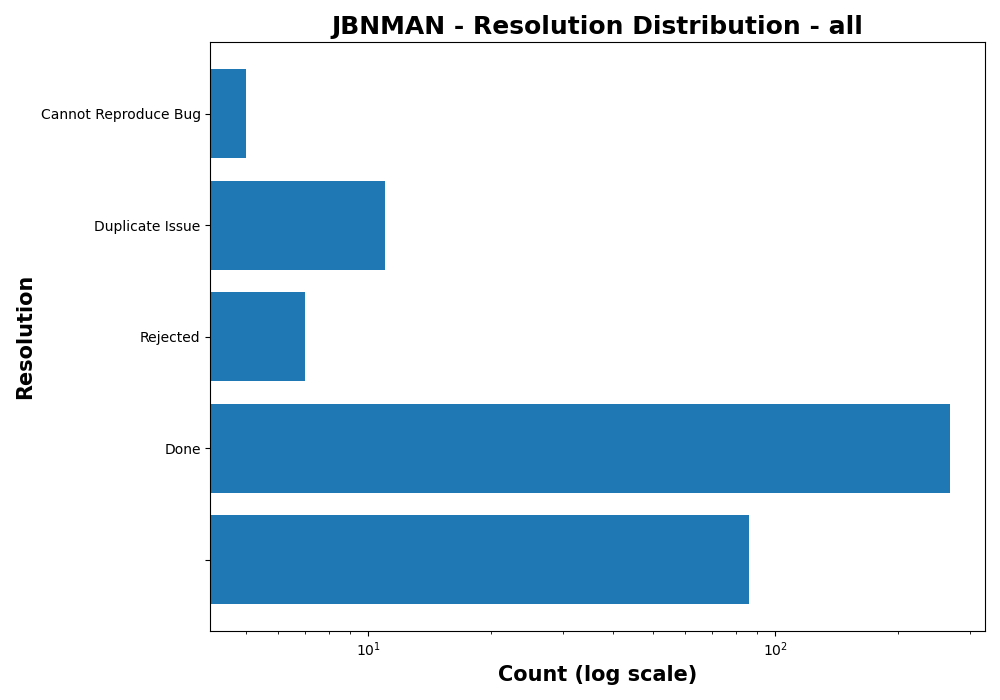 JBNMAN - Resolution Distribution - all
Cannot Reproduce Bug
Duplicate Issue
Rejected
Done
Resolution
10¹
10²
Count (log scale)